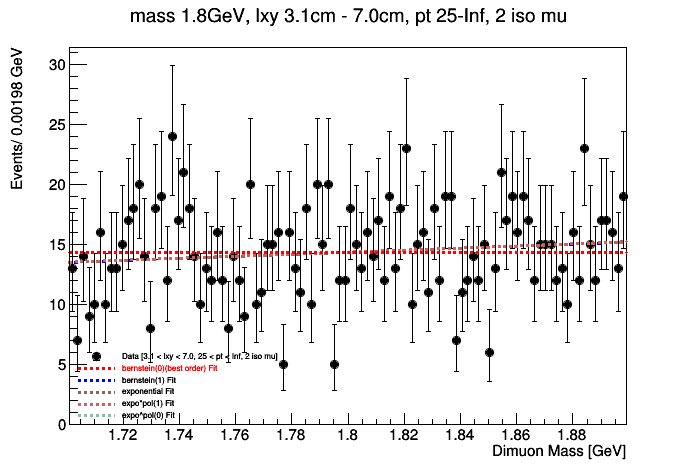 mass 1.8GeV, lxy 3.1cm - 7.0cm, pt 25-Inf, 2 iso mu
Events/ 0.00198 GeV
30
25
20
15
10
5
0
Data [3.1 < lxy < 7.0, 25 < pt < Inf, 2 iso mu]
bernstein(0)(best order) Fit
bernstein(1) Fit
exponential Fit
expo*pol(1) Fit
expo^pol(0) Fit
1.72 1.74 1.76 1.78 1.8 1.82 1.84 1.86 1.88
Dimuon Mass [GeV]